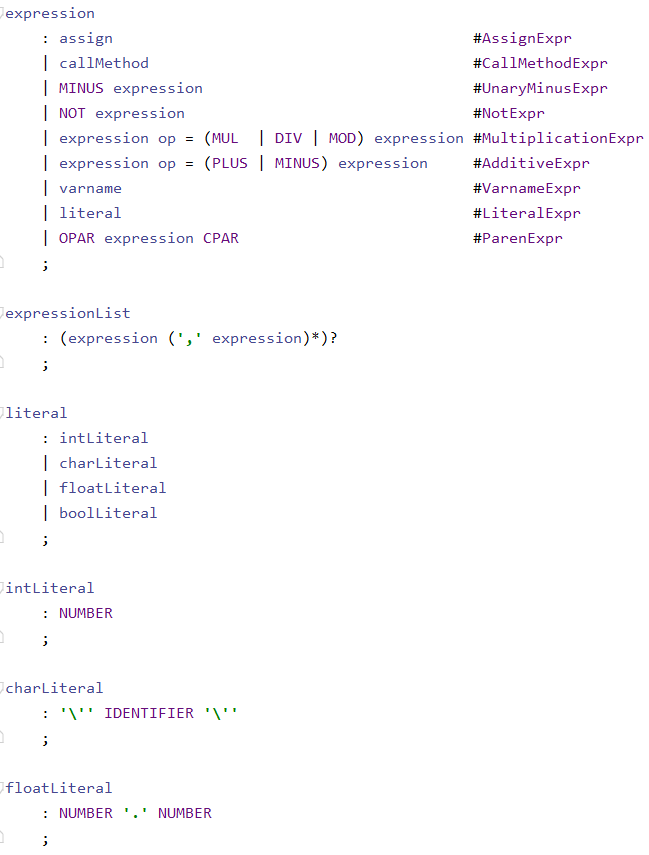 expression
    : assign                                        #AssignExpr
    | callMethod                                    #CallMethodExpr
    | MINUS expression                              #UnaryMinusExpr
    | NOT expression                                #NotExpr
    | expression op = (MUL  | DIV | MOD) expression #MultiplicationExpr
    | expression op = (PLUS | MINUS) expression     #AdditiveExpr
    | varname                                       #VarnameExpr
    | literal                                       #LiteralExpr
    | OPAR expression CPAR                          #ParenExpr
    ;

expressionList
    : (expression (',' expression)*)?
    ;

literal
    : intLiteral
    | charLiteral
    | floatLiteral
    | boolLiteral
    ;

intLiteral
    : NUMBER
    ;

charLiteral
    : '\'' IDENTIFIER '\''
    ;

floatLiteral
    : NUMBER '.' NUMBER
    ;